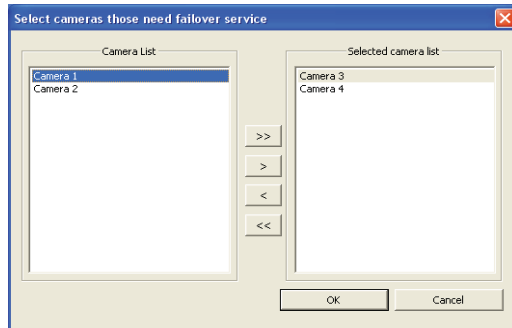 Select cameras those need failover service
Camera List
Camera 1
Camera 2
>>
>
<
<<
Selected camera list
Camera 3
Camera 4
OK
Cancel